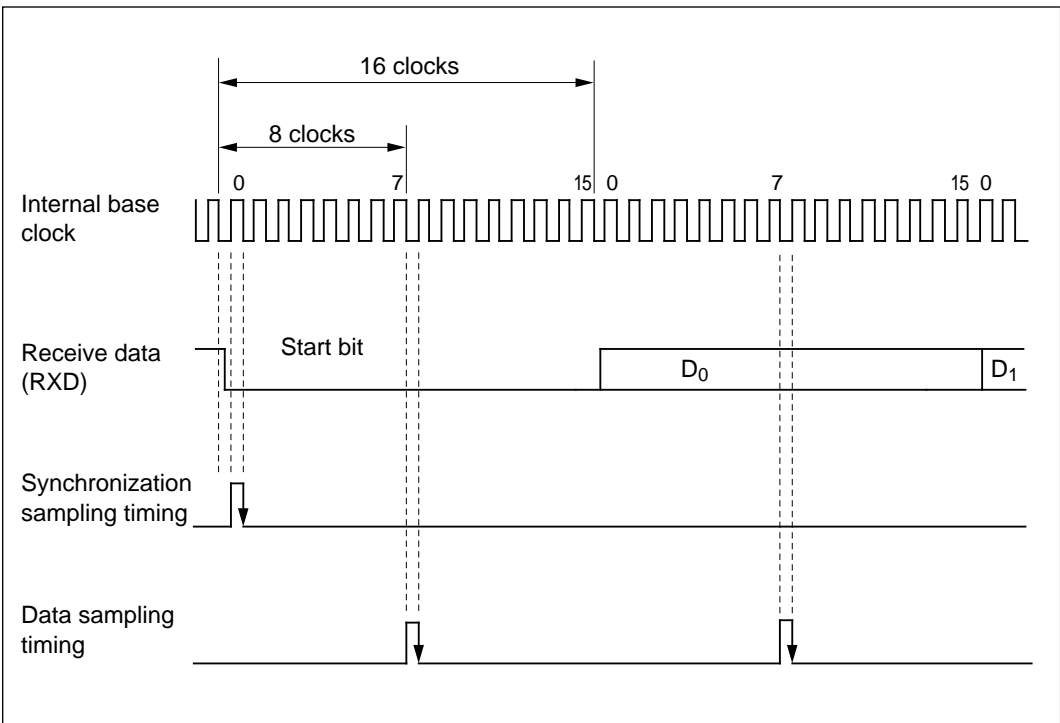 16 clocks
8 clocks
0 7 15 0 7 15 0
Internal base
clock
Receive data
(RXD)
Start bit
D0
D1
Synchronization
sampling timing
Data sampling
timing